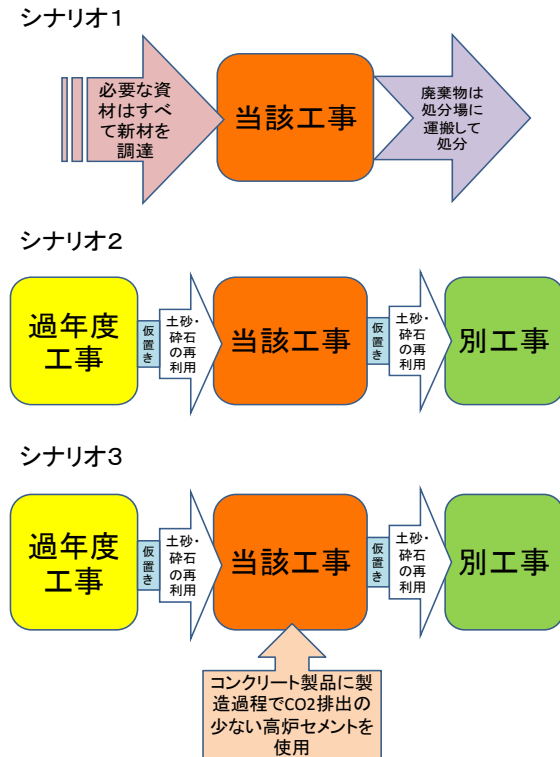 シナリオ１
必要な資
材はすべ
て新材を
調達
当該工事
廃棄物は
処分場に
運搬して
処分
シナリオ２
過年度
工事
仮置き
土砂・
砕石
の再
利用
当該工事
仮置き
土砂・
砕石
の再
利用
別工事
シナリオ３
過年度
工事
仮置き
土砂・
砕石
の再
利用
当該工事
仮置き
土砂・
砕石
の再
利用
別工事
コンクリート製品に製
造過程でCO2排出の
少ない高炉セメントを
使用